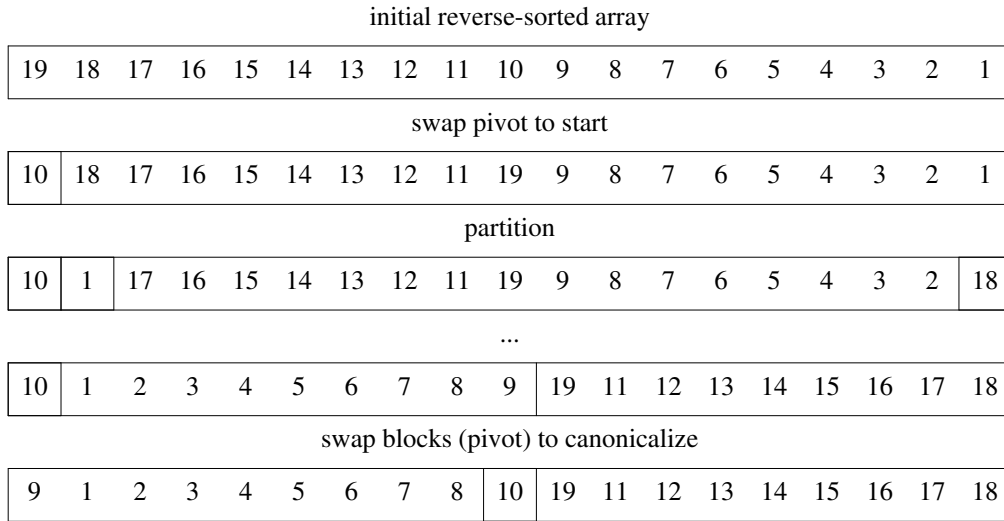 initial reverse-sorted array
19 18 17 16 15 14 13 12 11 10 9 8 7 6 5 4 3 2 1
swap pivot to start
10 18 17 16 15 14 13 12 11 19 9 8 7 6 5 4 3 2 1
partition
10 1 17 16 15 14 13 12 11 19 9 8 7 6 5 4 3 2 18
...
10 1 2 3 4 5 6 7 8 9 19 11 12 13 14 15 16 17 18
swap blocks (pivot) to canonicalize
9 1 2 3 4 5 6 7 8 10 19 11 12 13 14 15 16 17 18